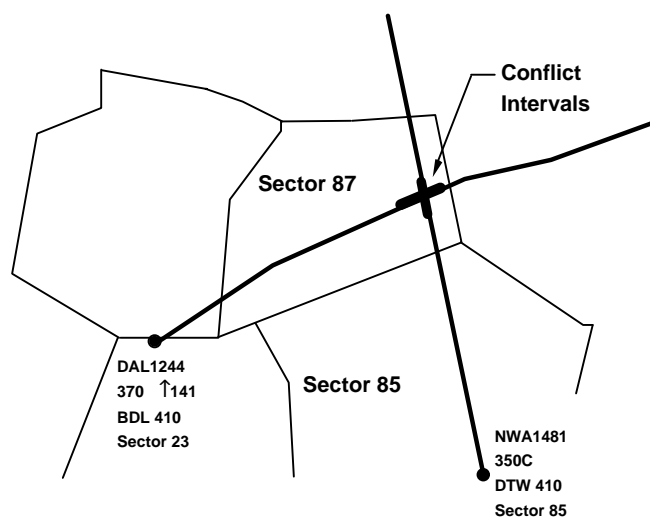 Conflict
Intervals
Sector 87
DAL1244
370 ↑141
BDL 410
Sector 23
Sector 85
NWA1481
350C
DTW 410
Sector 85